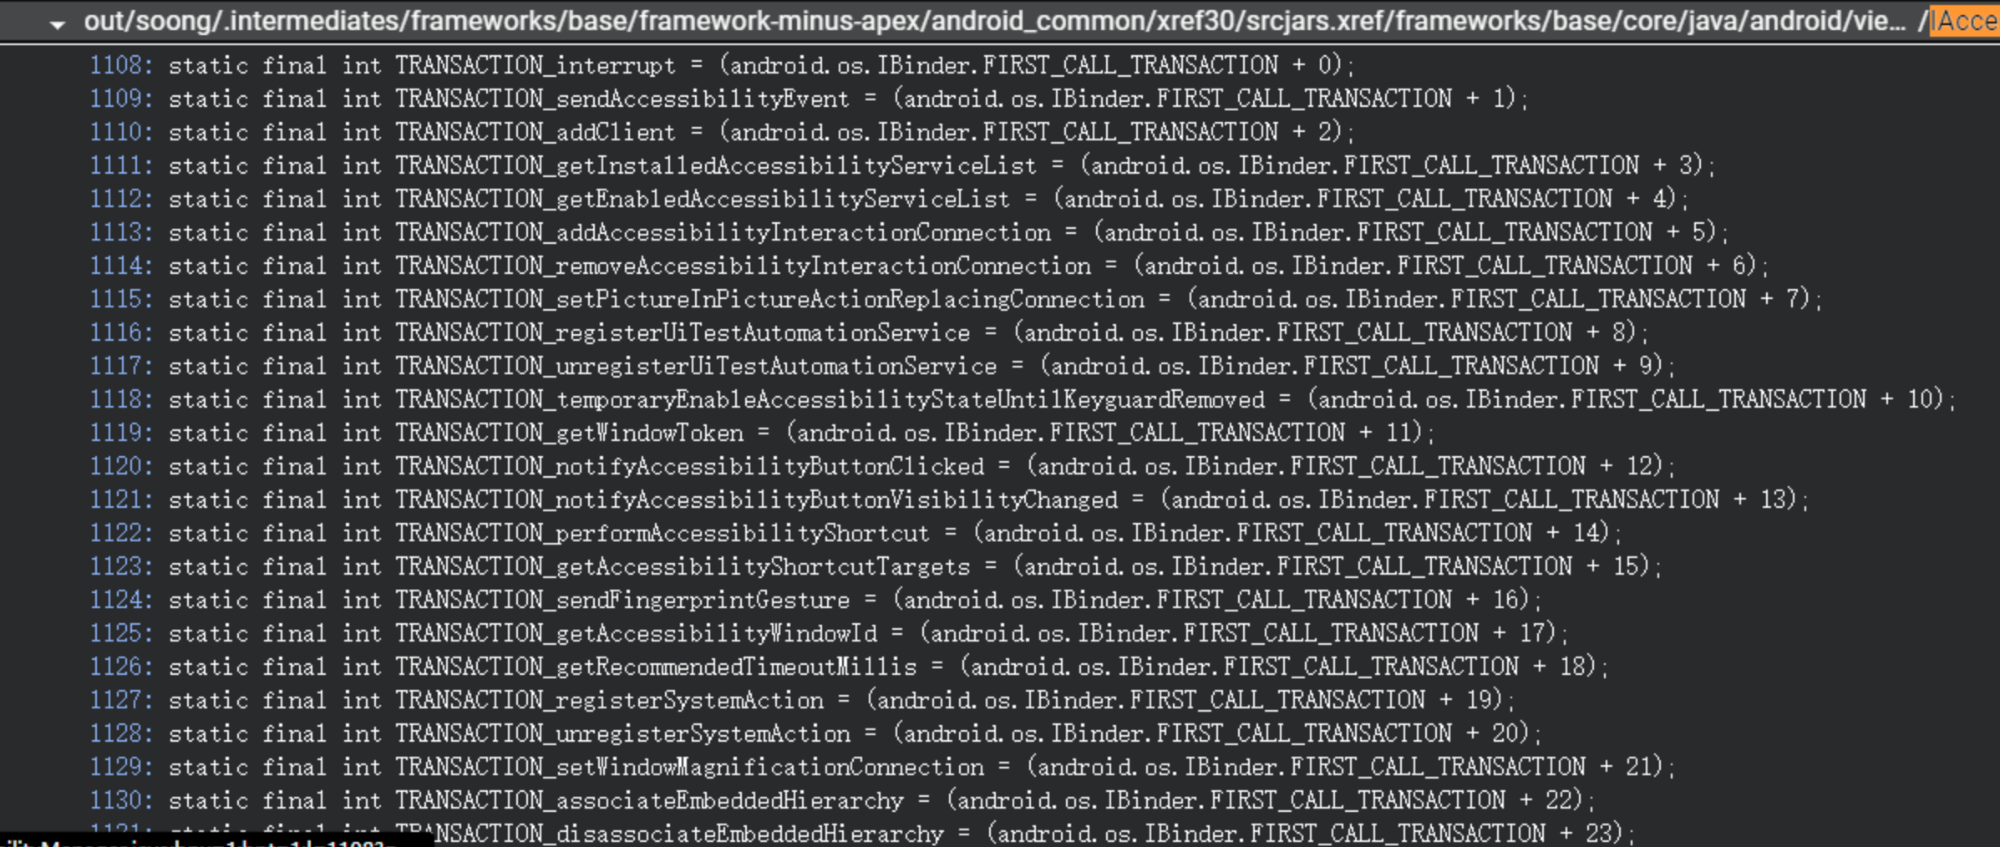 out/soong/.intermediates/frameworks/base/framework-minus-apex/android_common/xref30/srcjars.xref/frameworks/base/core/java/android/vie… /IAcce
1108: static final int TRANSACTION_interrupt = (android.os.IBinder.FIRST_CALL_TRANSACTION + 0);
1109: static final int TRANSACTION_sendAccessibilityEvent = (android.os.IBinder.FIRST_CALL_TRANSACTION + 1);
1110: static final int TRANSACTION_addClient = (android.os.IBinder.FIRST_CALL_TRANSACTION + 2);
1111: static final int TRANSACTION_getInstalledAccessibilityServiceList = (android.os.IBinder.FIRST_CALL_TRANSACTION + 3);
1112: static final int TRANSACTION_getEnabledAccessibilityServiceList = (android.os.IBinder.FIRST_CALL_TRANSACTION + 4);
1113: static final int TRANSACTION_addAccessibilityInteractionConnection = (android.os.IBinder.FIRST_CALL_TRANSACTION + 5);
1114: static final int TRANSACTION_removeAccessibilityInteractionConnection = (android.os.IBinder.FIRST_CALL_TRANSACTION + 6);
1115: static final int TRANSACTION_setPictureInPictureActionReplacingConnection = (android.os.IBinder.FIRST_CALL_TRANSACTION + 7);
1116: static final int TRANSACTION_registerUiTestAutomationService = (android.os.IBinder.FIRST_CALL_TRANSACTION + 8);
1117: static final int TRANSACTION_unregisterUiTestAutomationService = (android.os.IBinder.FIRST_CALL_TRANSACTION + 9);
1118: static final int TRANSACTION_temporaryEnableAccessibilityStateUntilKeyguardRemoved = (android.os.IBinder.FIRST_CALL_TRANSACTION + 10);
1119: static final int TRANSACTION_getWindowToken = (android.os.IBinder.FIRST_CALL_TRANSACTION + 11);
1120: static final int TRANSACTION_notifyAccessibilityButtonClicked = (android.os.IBinder.FIRST_CALL_TRANSACTION + 12);
1121: static final int TRANSACTION_notifyAccessibilityButtonVisibilityChanged = (android.os.IBinder.FIRST_CALL_TRANSACTION + 13);
1122: static final int TRANSACTION_performAccessibilityShortcut = (android.os.IBinder.FIRST_CALL_TRANSACTION + 14);
1123: static final int TRANSACTION_getAccessibilityShortcutTargets = (android.os.IBinder.FIRST_CALL_TRANSACTION + 15);
1124: static final int TRANSACTION_sendFingerprintGesture = (android.os.IBinder.FIRST_CALL_TRANSACTION + 16);
1125: static final int TRANSACTION_getAccessibilityWindowId = (android.os.IBinder.FIRST_CALL_TRANSACTION + 17);
1126: static final int TRANSACTION_getRecommendedTimeoutMillis = (android.os.IBinder.FIRST_CALL_TRANSACTION + 18);
1127: static final int TRANSACTION_registerSystemAction = (android.os.IBinder.FIRST_CALL_TRANSACTION + 19);
1128: static final int TRANSACTION_unregisterSystemAction = (android.os.IBinder.FIRST_CALL_TRANSACTION + 20);
1129: static final int TRANSACTION_setWindowMagnificationConnection = (android.os.IBinder.FIRST_CALL_TRANSACTION + 21);
1130: static final int TRANSACTION_associateEmbeddedHierarchy = (android.os.IBinder.FIRST_CALL_TRANSACTION + 22);
1131: static final int TRANSACTION_disassociateEmbeddedHierarchy = (android.os.IBinder.FIRST_CALL_TRANSACTION + 23);